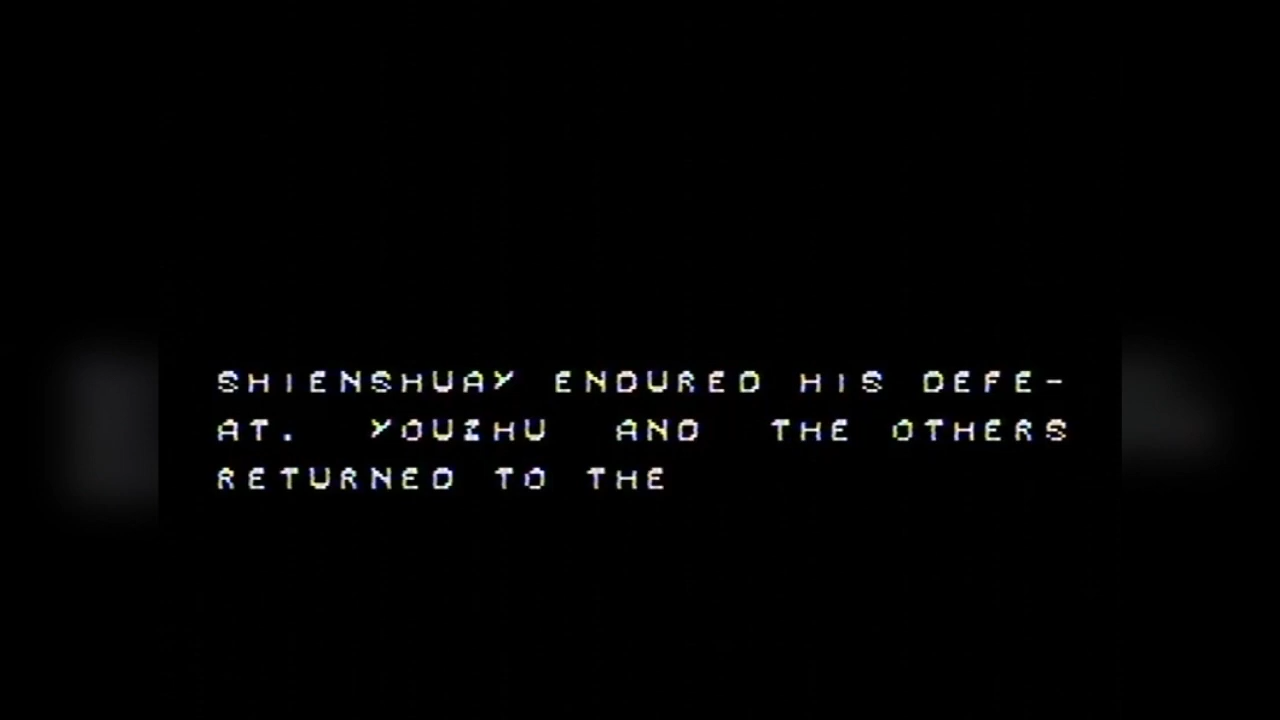 SHIENSHUAY ENDURED HIS DEFE-
AT. YOUZHU AND THE OTHERS
RETURNED TO THE